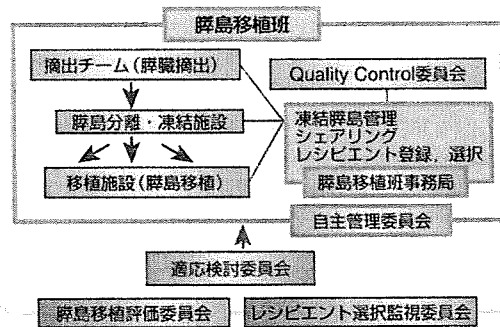 膵島移植班
摘出チーム(膵臓摘出)
Quality Control委員会
膵島分離・凍結施設
凍結膵島管理
シェアリング
レシピエント登録，選択
移植施設(膵島移植)
膵島移植班事務局
自主管理委員会
適応検討委員会
膵島移植評価委員会
レシピエント選択監視委員会